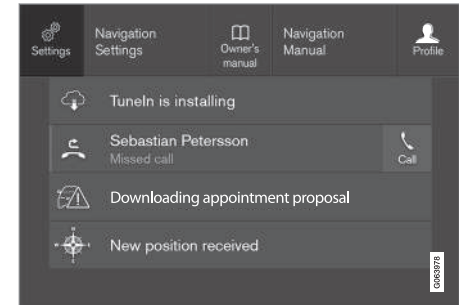 Settings
Navigation
Settings
Owner's
manual
Navigation
Manual
Profile
TuneIn is installing
Sebastian Petersson
Missed call
Call
Downloading appointment proposal
New position received
G063978